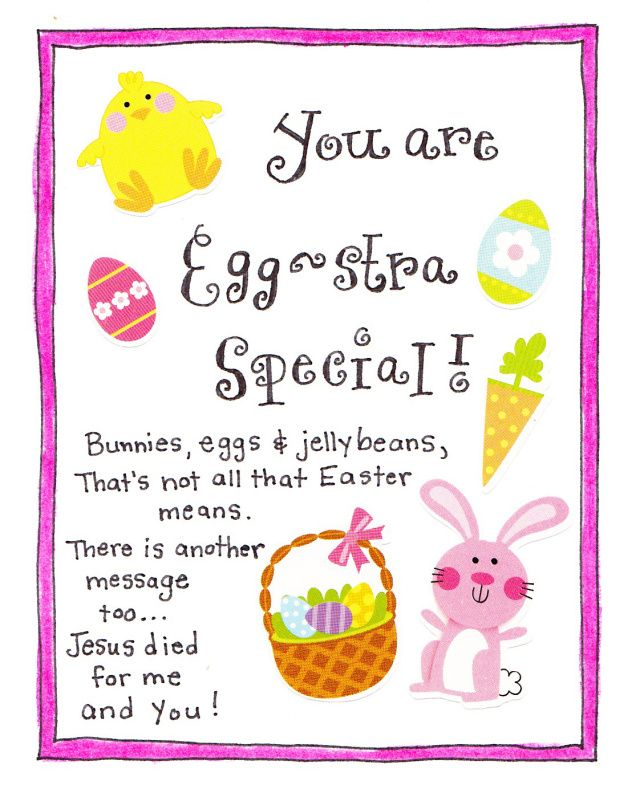 You are
Egg~stra
Special!
Bunnies, eggs & jellybeans,
That's not all that Easter
means.
There is another
message
too...
Jesus died
for me
and you!